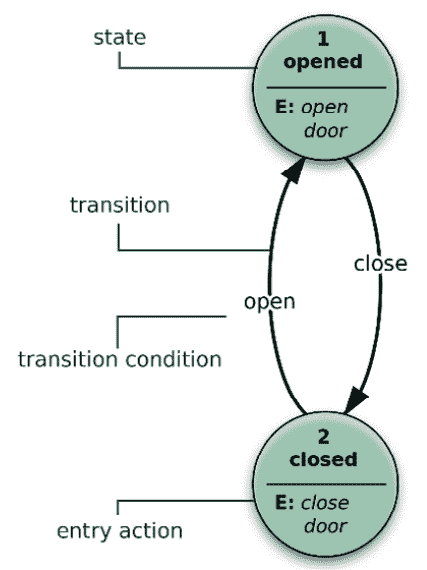 state
1
opened
E: open
door
transition
close
open
transition condition
2
closed
E: close
door
entry action